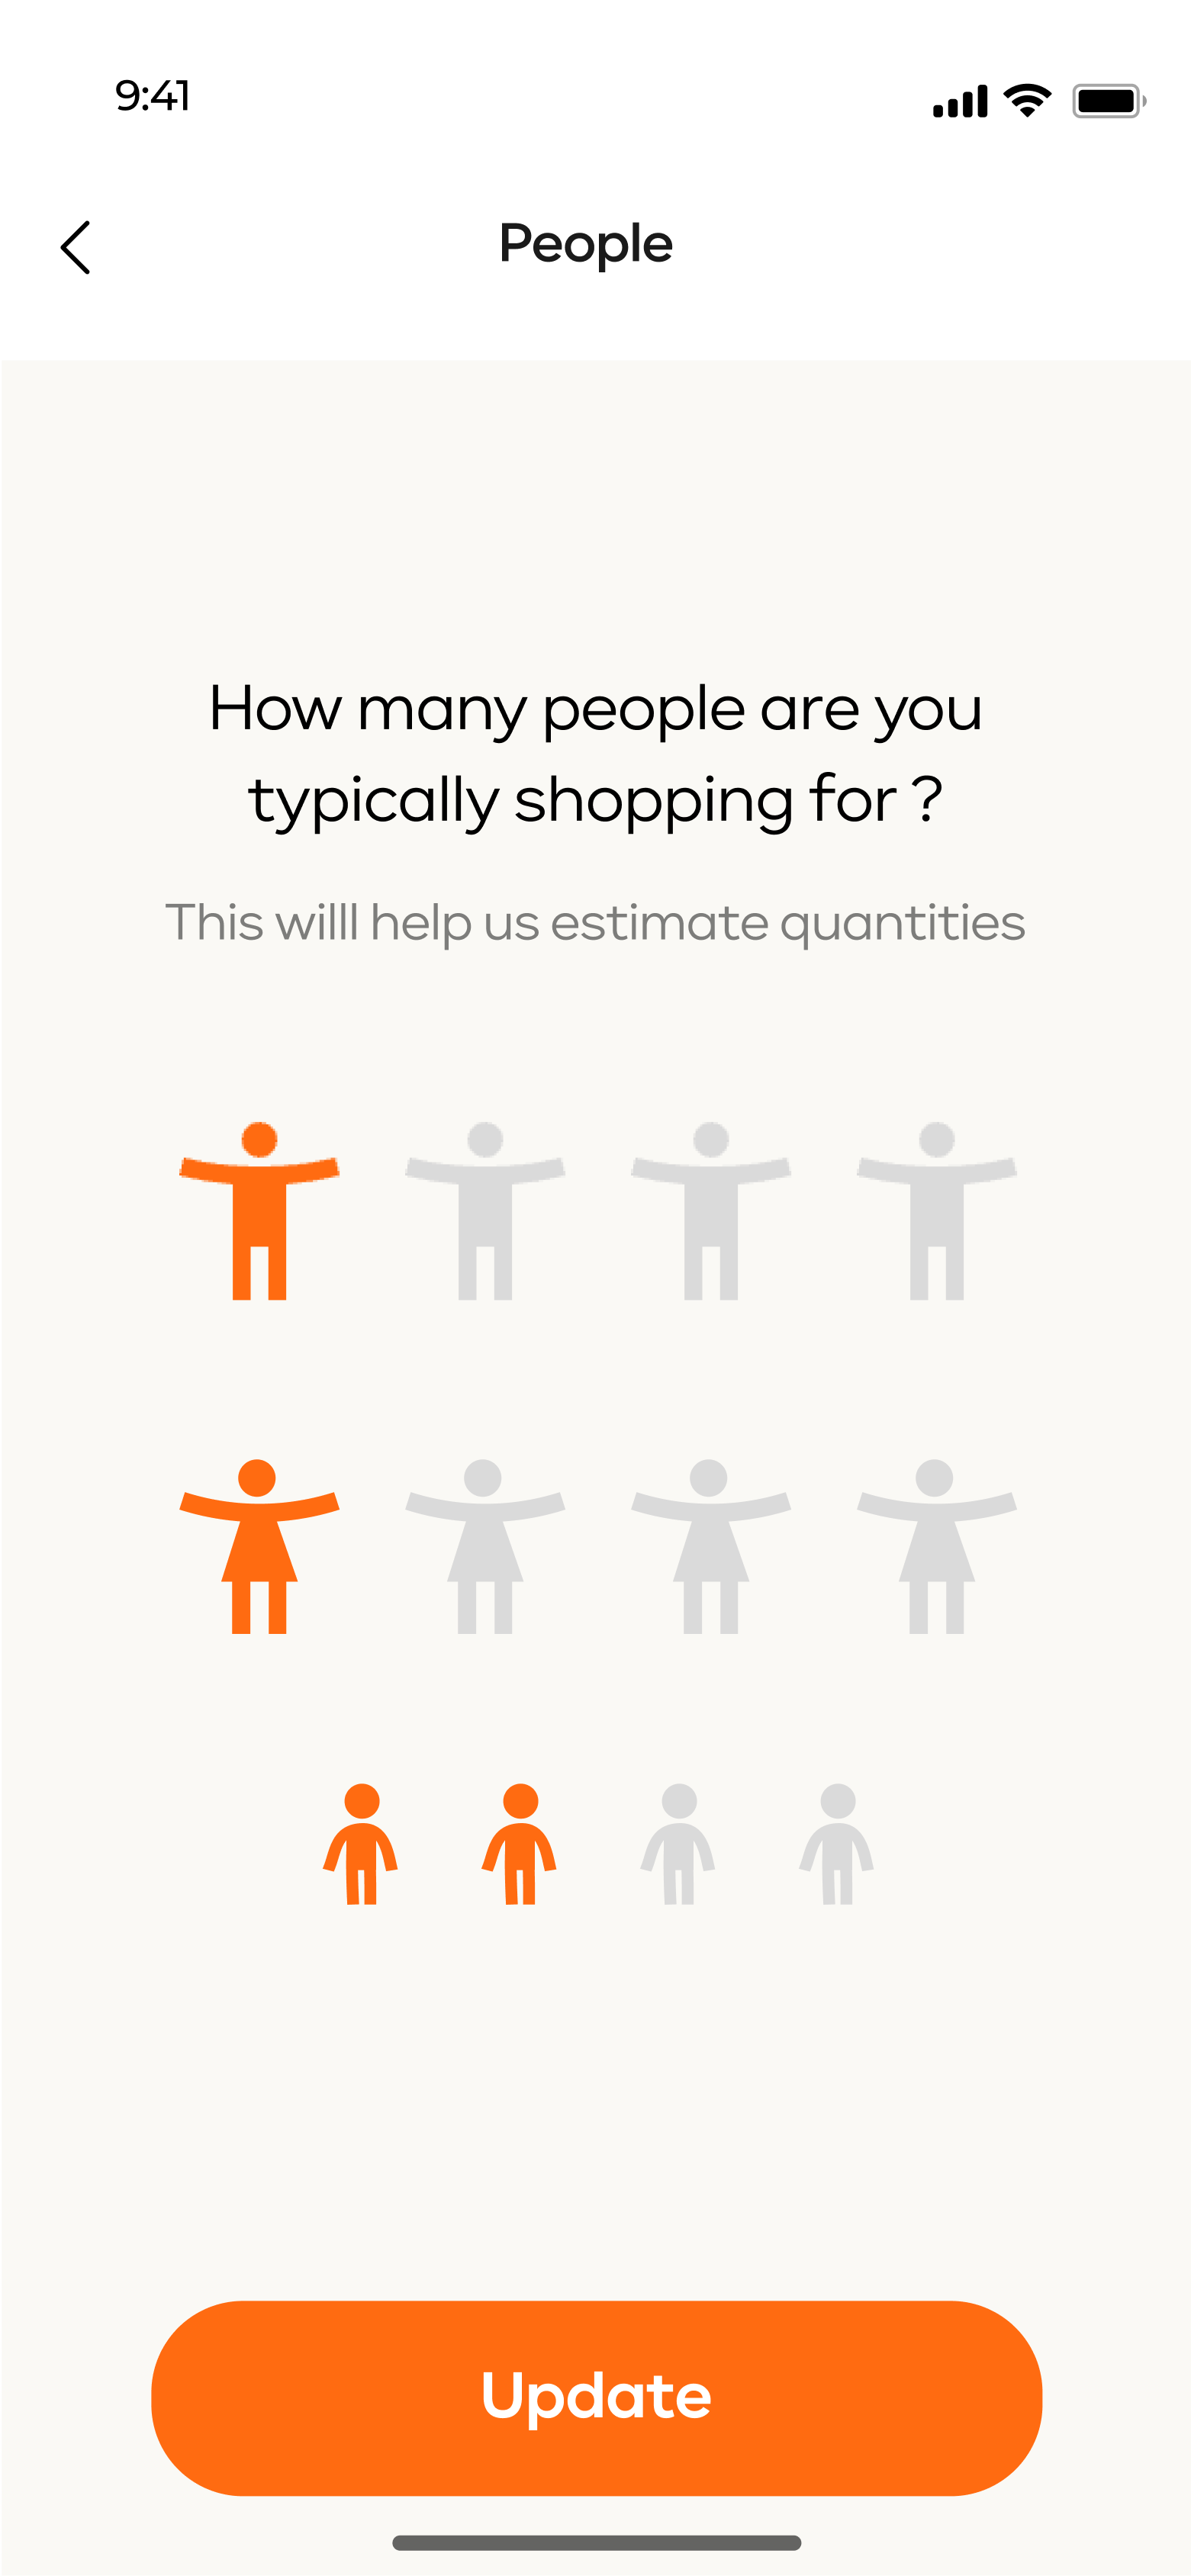 9:41
People
How many people are you
typically shopping for ?
This willl help us estimate quantities
Update